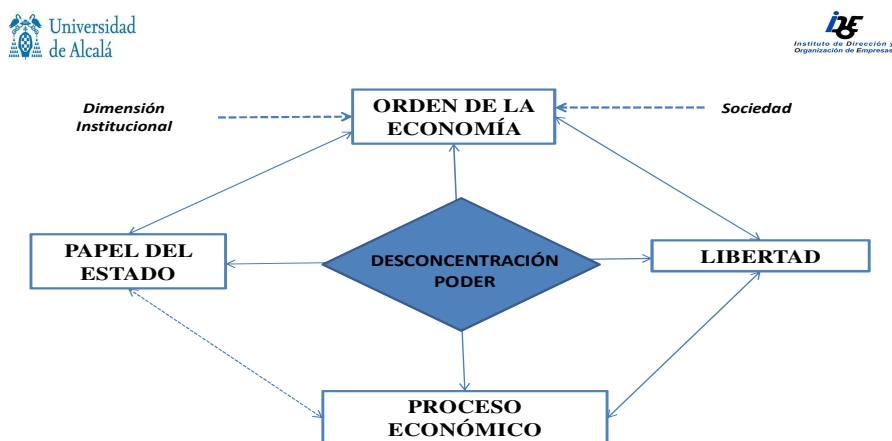 Universidad
de Alcalá
iDOE
Instituto de Dirección y
Organización de Empresas
Dimensión
Institucional
ORDEN DE LA
ECONOMÍA
Sociedad
PAPEL DEL
ESTADO
DESCONCENTRACIÓN
PODER
LIBERTAD
PROCESO
ECONÓMICO